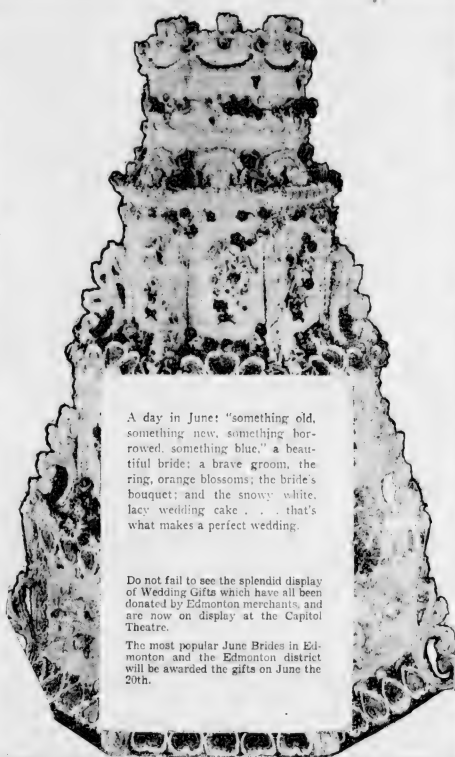 A day in June: "something old,
something new, something bor-
rowed, something blue," a beau-
tiful bride; a brave groom, the
ring, orange blossoms; the bride's
bouquet; and the snowy white,
lacy wedding cake . . . that's
what makes a perfect wedding.
Do not fail to see the splendid display
of Wedding Gifts which have all been
donated by Edmonton merchants, and
are now on display at the Capitol
Theatre.
The most popular June Brides in Ed-
monton and the Edmonton district
will be awarded the gifts on June the
20th.